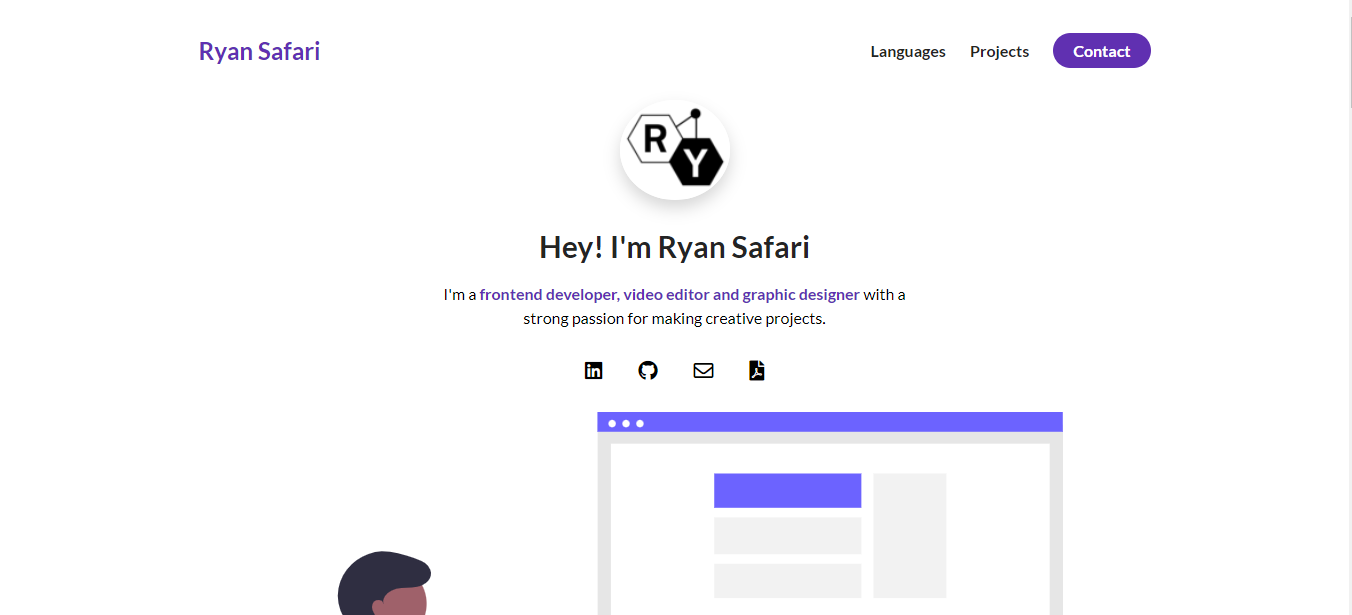 Ryan Safari
Languages Projects Contact
R
Y
Hey! I'm Ryan Safari
I'm a frontend developer, video editor and graphic designer with a
strong passion for making creative projects.
in